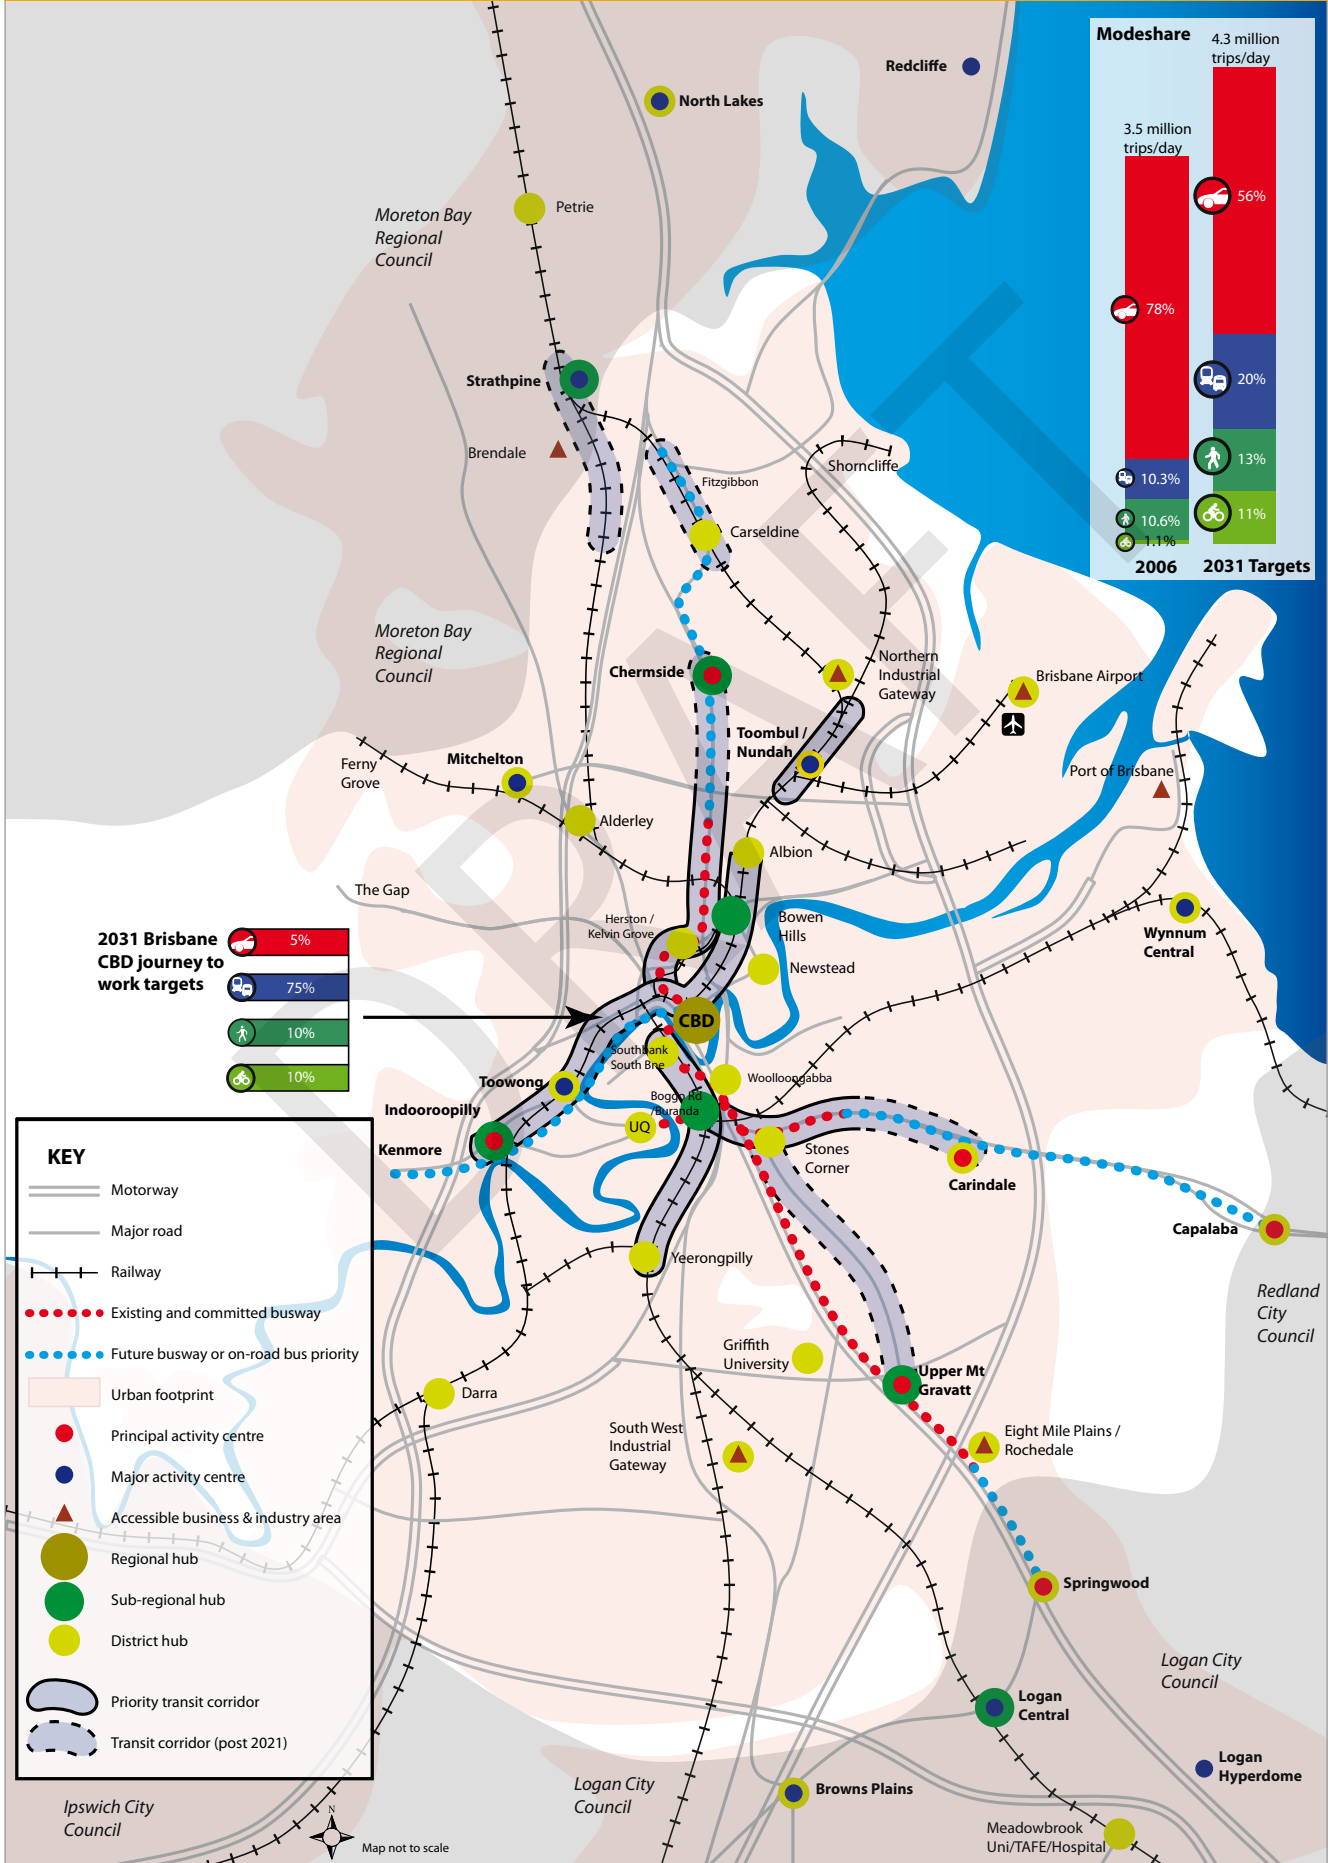 Redcliffe
North Lakes
Petrie
Moreton Bay
Regional
Council
Modeshare
4.3 million
trips/day
3.5 million
trips/day
56%
78%
20%
10.3%
13%
10.6%
11%
1.1%
2006
2031 Targets
Strathpine
Brendale
Shorncliffe
Fitzgibbon
Carseldine
Moreton Bay
Regional
Council
Chermside
Northern
Industrial
Gateway
Brisbane Airport
Toombul /
Nundah
Port of Brisbane
Ferny
Grove
Mitchelton
Alderley
Albion
The Gap
Herston /
Kelvin Grove
Bowen
Hills
Wynnum
Central
Newstead
2031 Brisbane
CBD journey to
work targets
5%
75%
10%
10%
CBD
Southbank
South Bne
Toowong
Woolloongabba
Boggo Rd
/Buranda
Indooroopilly
UQ
Kenmore
Stones
Corner
Carindale
Capalaba
Yeerongpilly
Redland
City
Council
Griffith
University
Upper Mt
Gravatt
Darra
South West
Industrial
Gateway
Eight Mile Plains /
Rochedale
Springwood
Logan City
Council
Logan
Central
Logan
Hyperdome
Browns Plains
Logan City
Council
Meadowbrook
Uni/TAFE/Hospital
KEY
Motorway
Major road
Railway
Existing and committed busway
Future busway or on-road bus priority
Urban footprint
Principal activity centre
Major activity centre
Accessible business & industry area
Regional hub
Sub-regional hub
District hub
Priority transit corridor
Transit corridor (post 2021)
Ipswich City
Council
N
Map not to scale
DRAFT